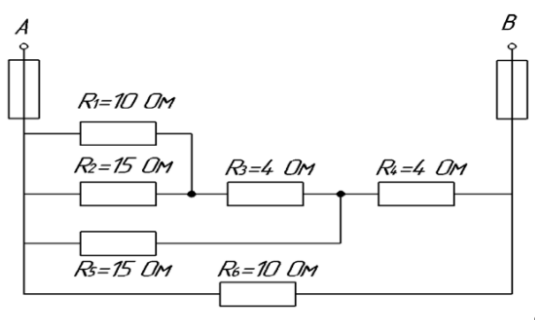 A
B
R1=10 Ом
R2=15 Ом
R3=4 Ом
R4=4 Ом
R5=15 Ом
R6=10 Ом